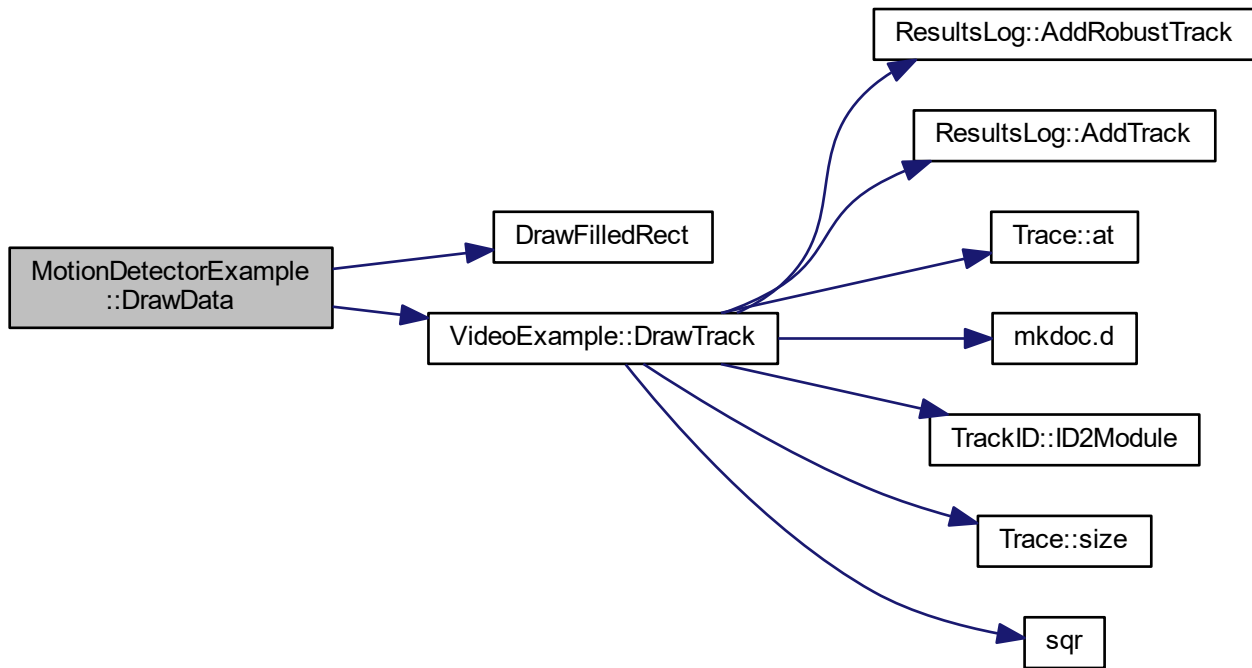 ResultsLog::AddRobustTrack
ResultsLog::AddTrack
DrawFilledRect
Trace::at
MotionDetectorExample
::DrawData
VideoExample::DrawTrack
mkdoc.d
TrackID::ID2Module
Trace::size
sqr